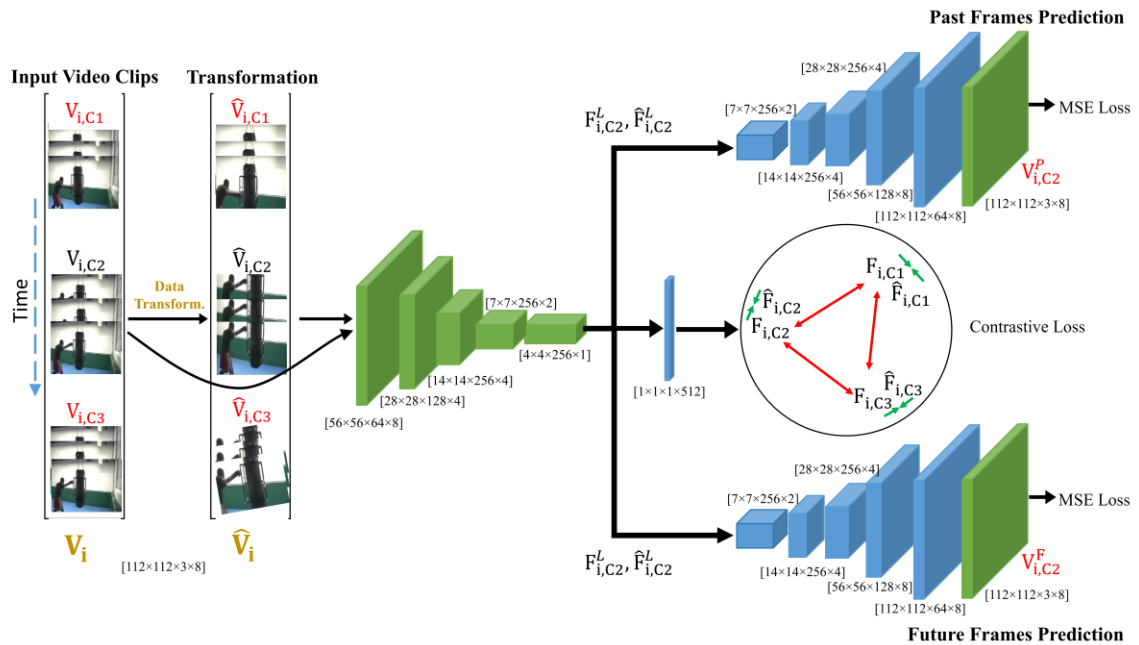 Past Frames Prediction
Input Video Clips
Transformation
V_{i,C1}
V̂_{i,C1}
V_{i,C2}
V̂_{i,C2}
V_{i,C3}
V̂_{i,C3}
V_i
V̂_i
[112×112×3×8]
Time
Data
Transform.
[56×56×64×8]
[28×28×128×4]
[14×14×256×4]
[7×7×256×2]
[4×4×256×1]
F^L_{i,C2}, F̂^L_{i,C2}
[7×7×256×2]
[14×14×256×4]
[28×28×256×4]
[56×56×128×8]
[112×112×64×8]
[112×112×3×8]
V^P_{i,C2}
MSE Loss
[1×1×1×512]
F_{i,C1}
F̂_{i,C1}
F̂_{i,C2}
F_{i,C2}
F̂_{i,C3}
F_{i,C3}
Contrastive Loss
F^L_{i,C2}, F̂^L_{i,C2}
[7×7×256×2]
[14×14×256×4]
[28×28×256×4]
[56×56×128×8]
[112×112×64×8]
[112×112×3×8]
V^F_{i,C2}
MSE Loss
Future Frames Prediction